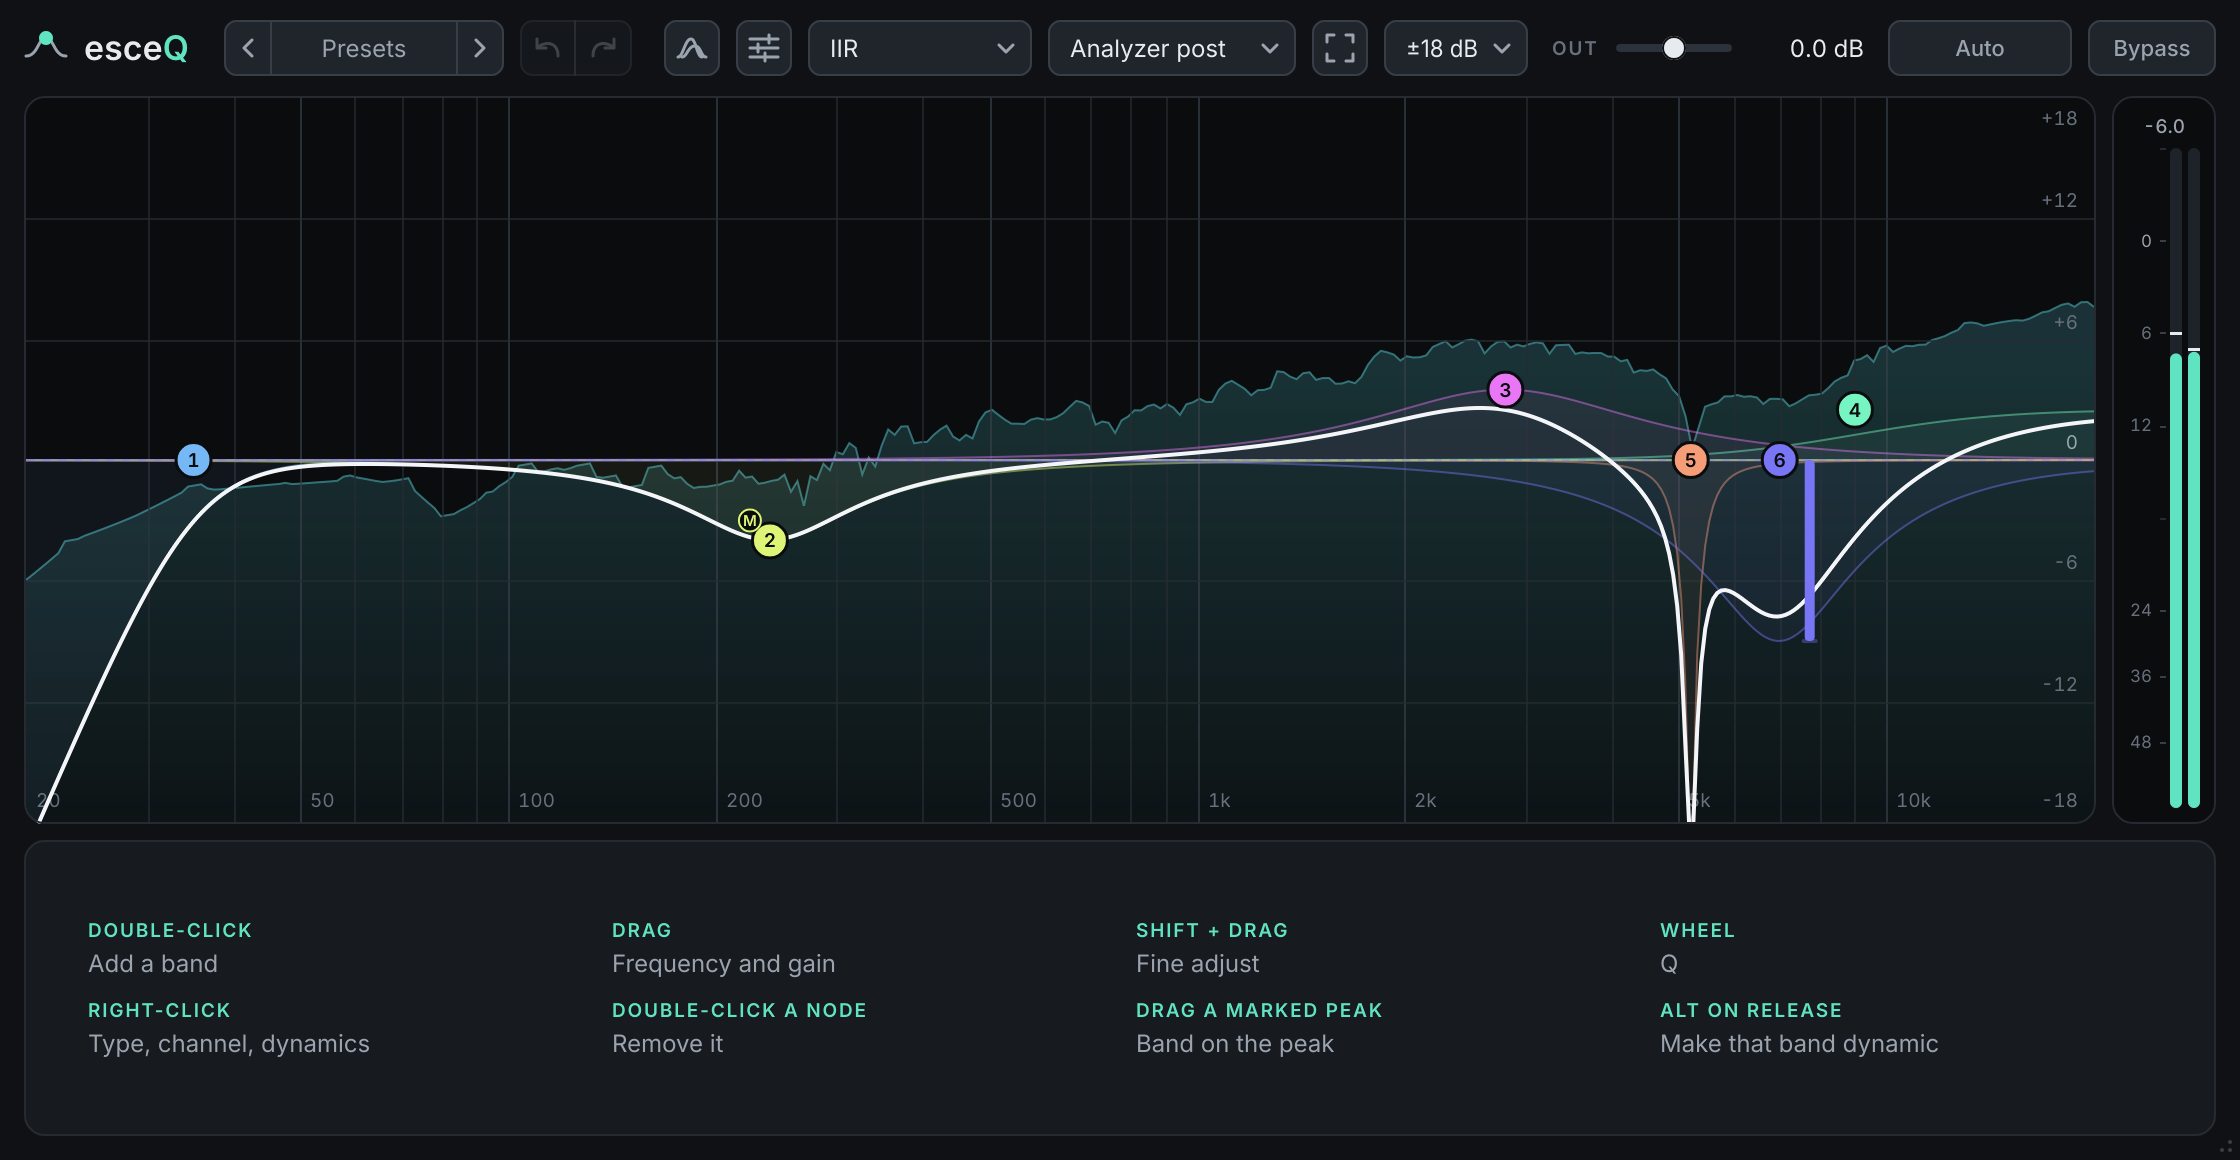 esceQ
Presets
IIR
Analyzer post
±18 dB
OUT
0.0 dB
Auto
Bypass
+18
+12
+6
0
-6
-12
-18
1
2
M
3
4
5
6
20
50
100
200
500
1k
2k
5k
10k
-6.0
0
6
12
24
36
48
DOUBLE-CLICK
Add a band
DRAG
Frequency and gain
SHIFT + DRAG
Fine adjust
WHEEL
Q
RIGHT-CLICK
Type, channel, dynamics
DOUBLE-CLICK A NODE
Remove it
DRAG A MARKED PEAK
Band on the peak
ALT ON RELEASE
Make that band dynamic